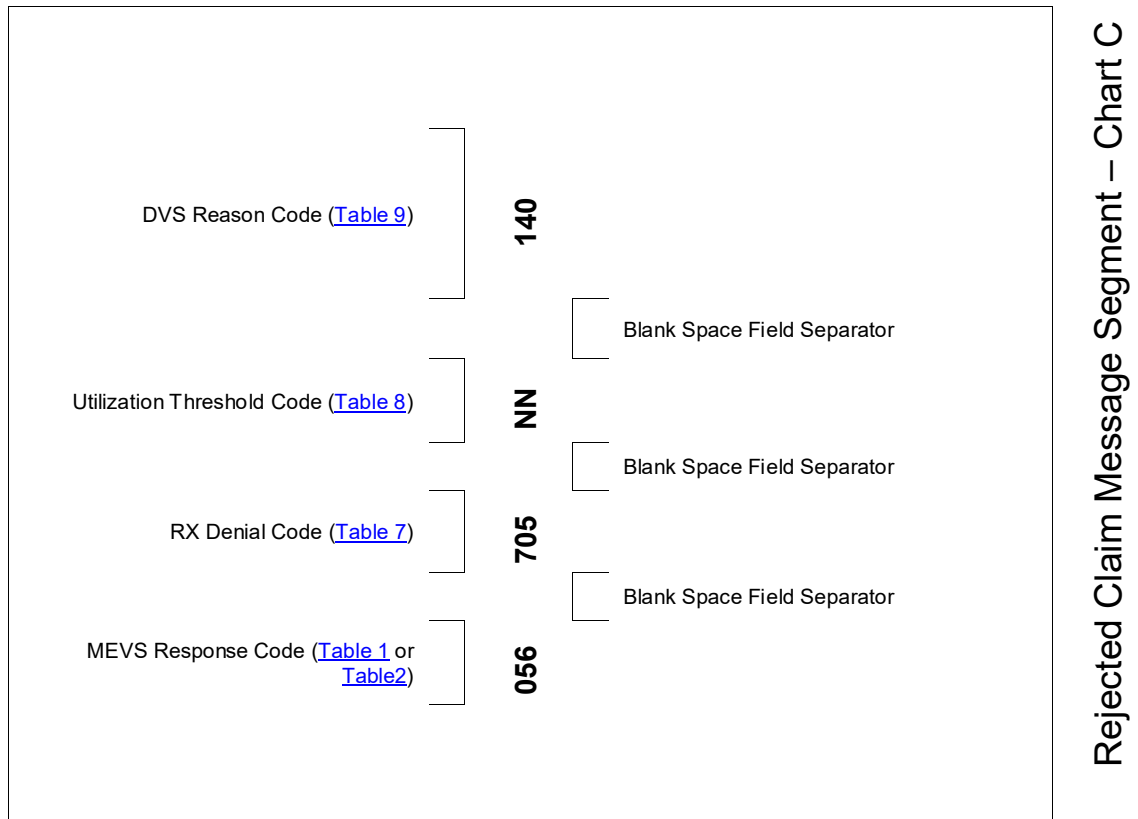 Rejected Claim Message Segment – Chart C
DVS Reason Code (Table 9)
140
Blank Space Field Separator
Utilization Threshold Code (Table 8)
NN
Blank Space Field Separator
RX Denial Code (Table 7)
705
Blank Space Field Separator
MEVS Response Code (Table 1 or
Table2)
056